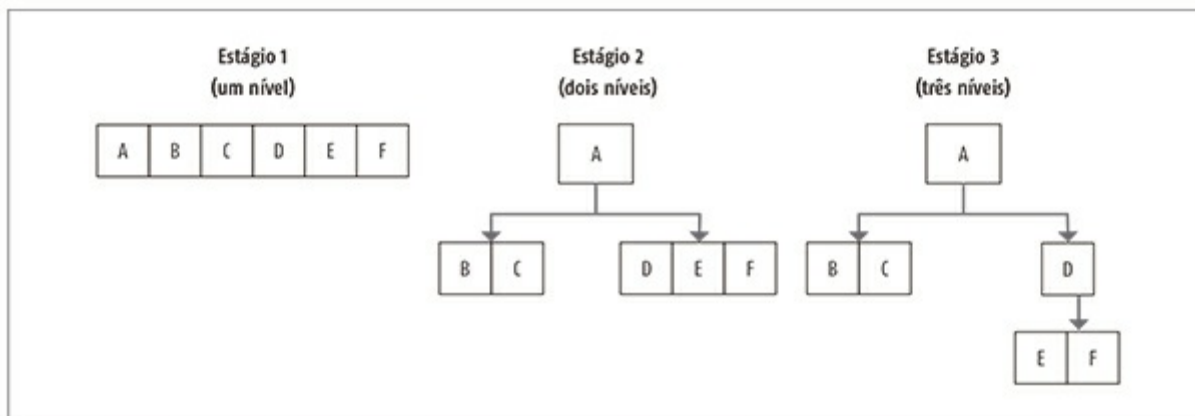 Estágio 1
(um nível)
A B C D E F
Estágio 2
(dois níveis)
A
B C
D E F
Estágio 3
(três níveis)
A
B C
D
E F